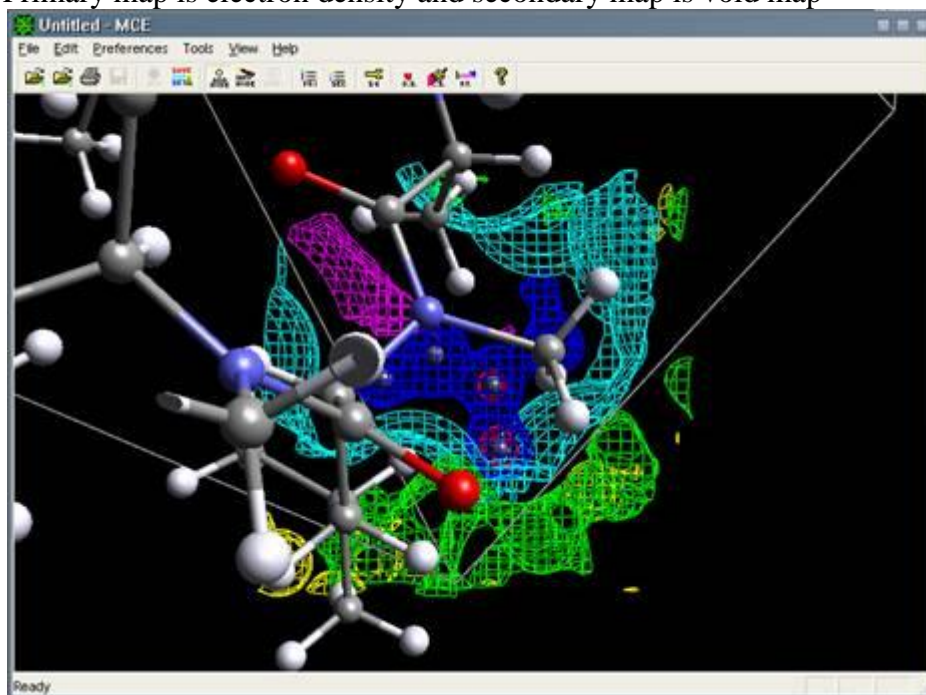 Primary map is electron density and secondary map is void map
Untitled - MCE
File Edit Preferences Tools View Help
Ready